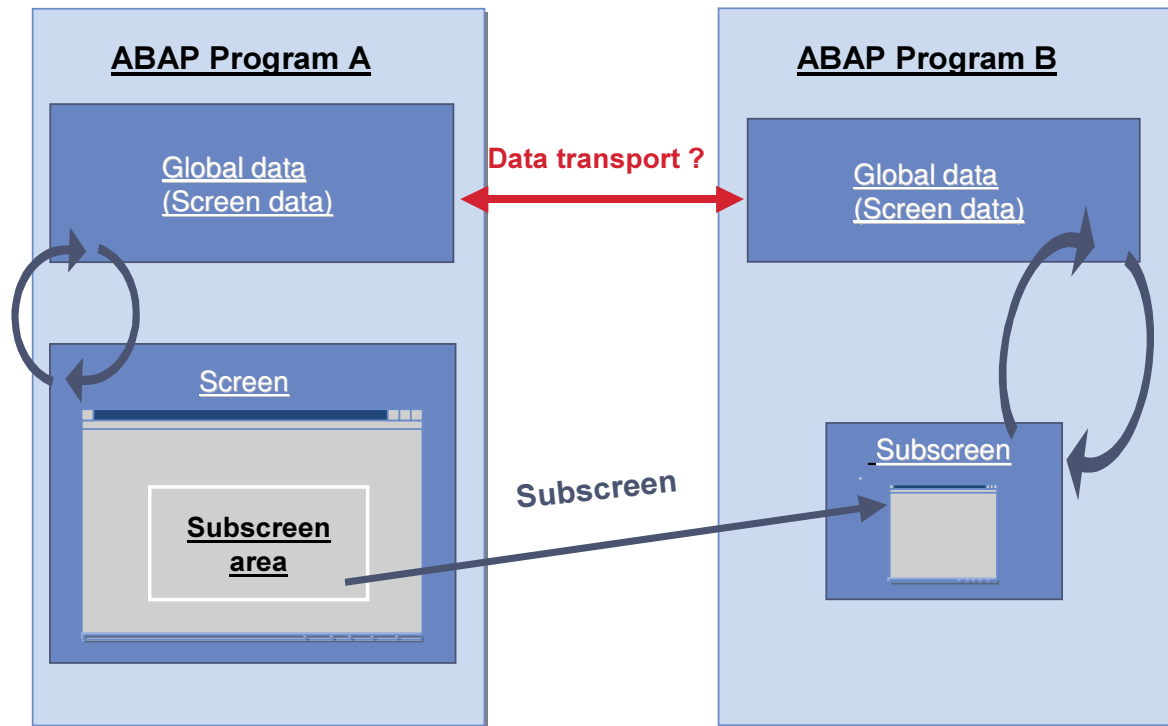 ABAP Program A
Global data
(Screen data)
Screen
Subscreen
area
Data transport ?
Subscreen
ABAP Program B
Global data
(Screen data)
Subscreen